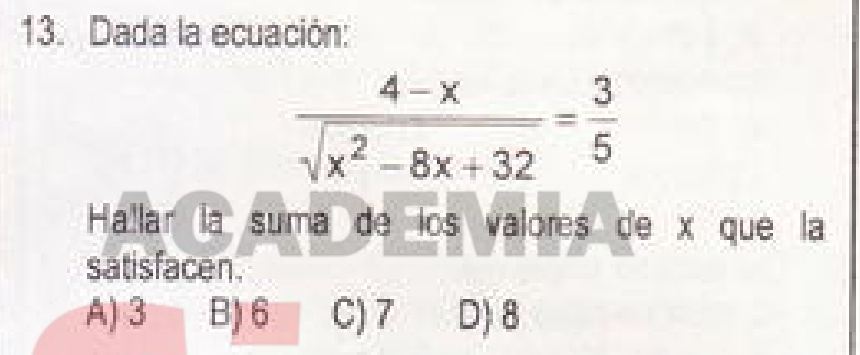 13. Dada la ecuación:
4 – x / √x² – 8x + 32 = 3/5
ACADEMIA
Hallar la suma de los valores de x que la
satisfacen.
A) 3 B) 6 C) 7 D) 8